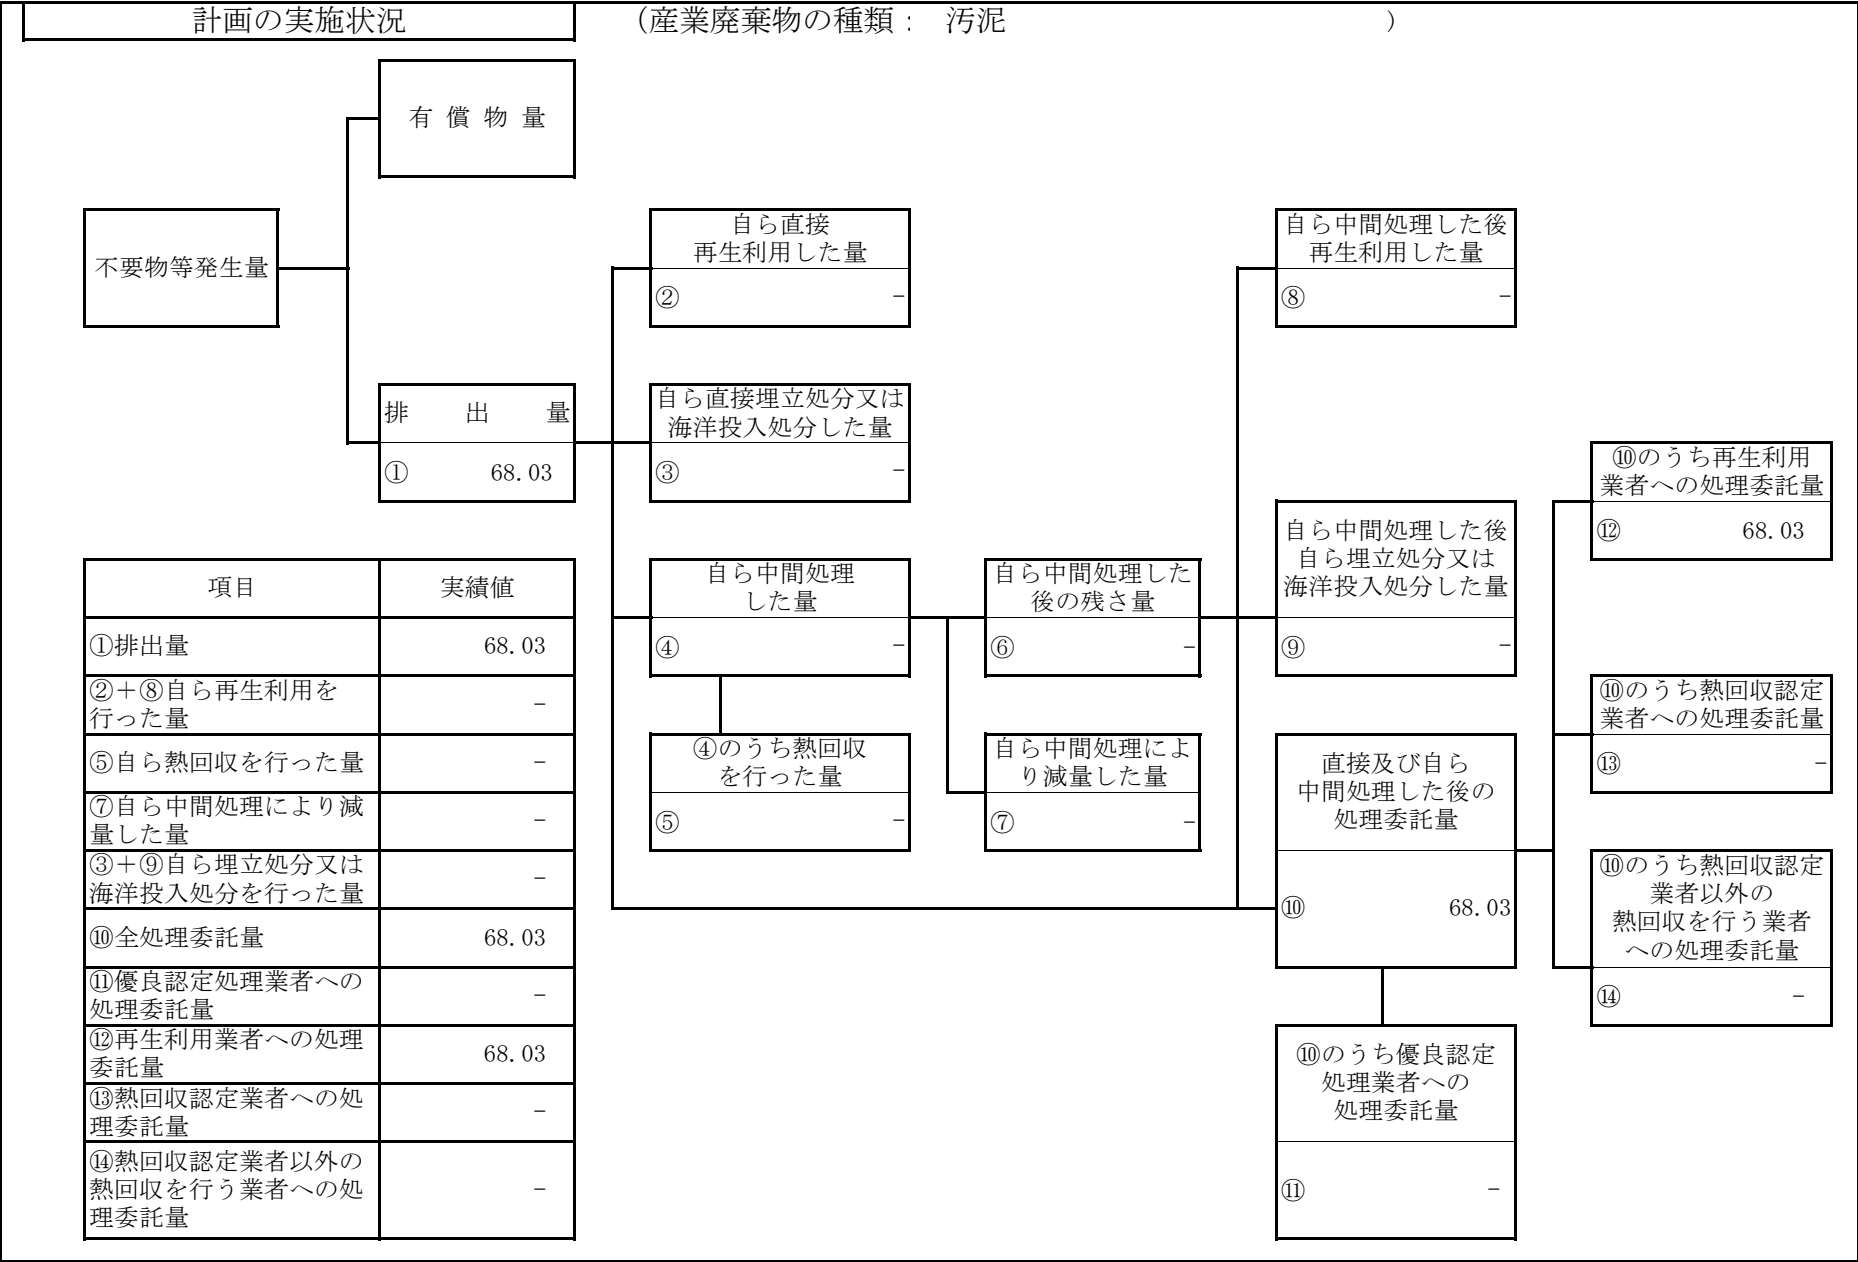 計画の実施状況
（産業廃棄物の種類： 汚泥 ）
有 償 物 量
不要物等発生量
自ら直接
再生利用した量
② －
自ら中間処理した後
再生利用した量
⑧ －
排 出 量
① 68.03
自ら直接埋立処分又は
海洋投入処分した量
③ －
⑩のうち再生利用
業者への処理委託量
⑫ 68.03
自ら中間処理した後
自ら埋立処分又は
海洋投入処分した量
⑨ －
自ら中間処理
した量
④ －
自ら中間処理した
後の残さ量
⑥ －
⑩のうち熱回収認定
業者への処理委託量
⑬ －
④のうち熱回収
を行った量
⑤ －
自ら中間処理によ
り減量した量
⑦ －
直接及び自ら
中間処理した後の
処理委託量
⑩ 68.03
⑩のうち熱回収認定
業者以外の
熱回収を行う業者
への処理委託量
⑭ －
⑩のうち優良認定
処理業者への
処理委託量
⑪ －
項目 実績値
①排出量 68.03
②＋⑧自ら再生利用を
行った量 －
⑤自ら熱回収を行った量 －
⑦自ら中間処理により減
量した量 －
③＋⑨自ら埋立処分又は
海洋投入処分を行った量 －
⑩全処理委託量 68.03
⑪優良認定処理業者への
処理委託量 －
⑫再生利用業者への処理
委託量 68.03
⑬熱回収認定業者への処
理委託量 －
⑭熱回収認定業者以外の
熱回収を行う業者への処
理委託量 －